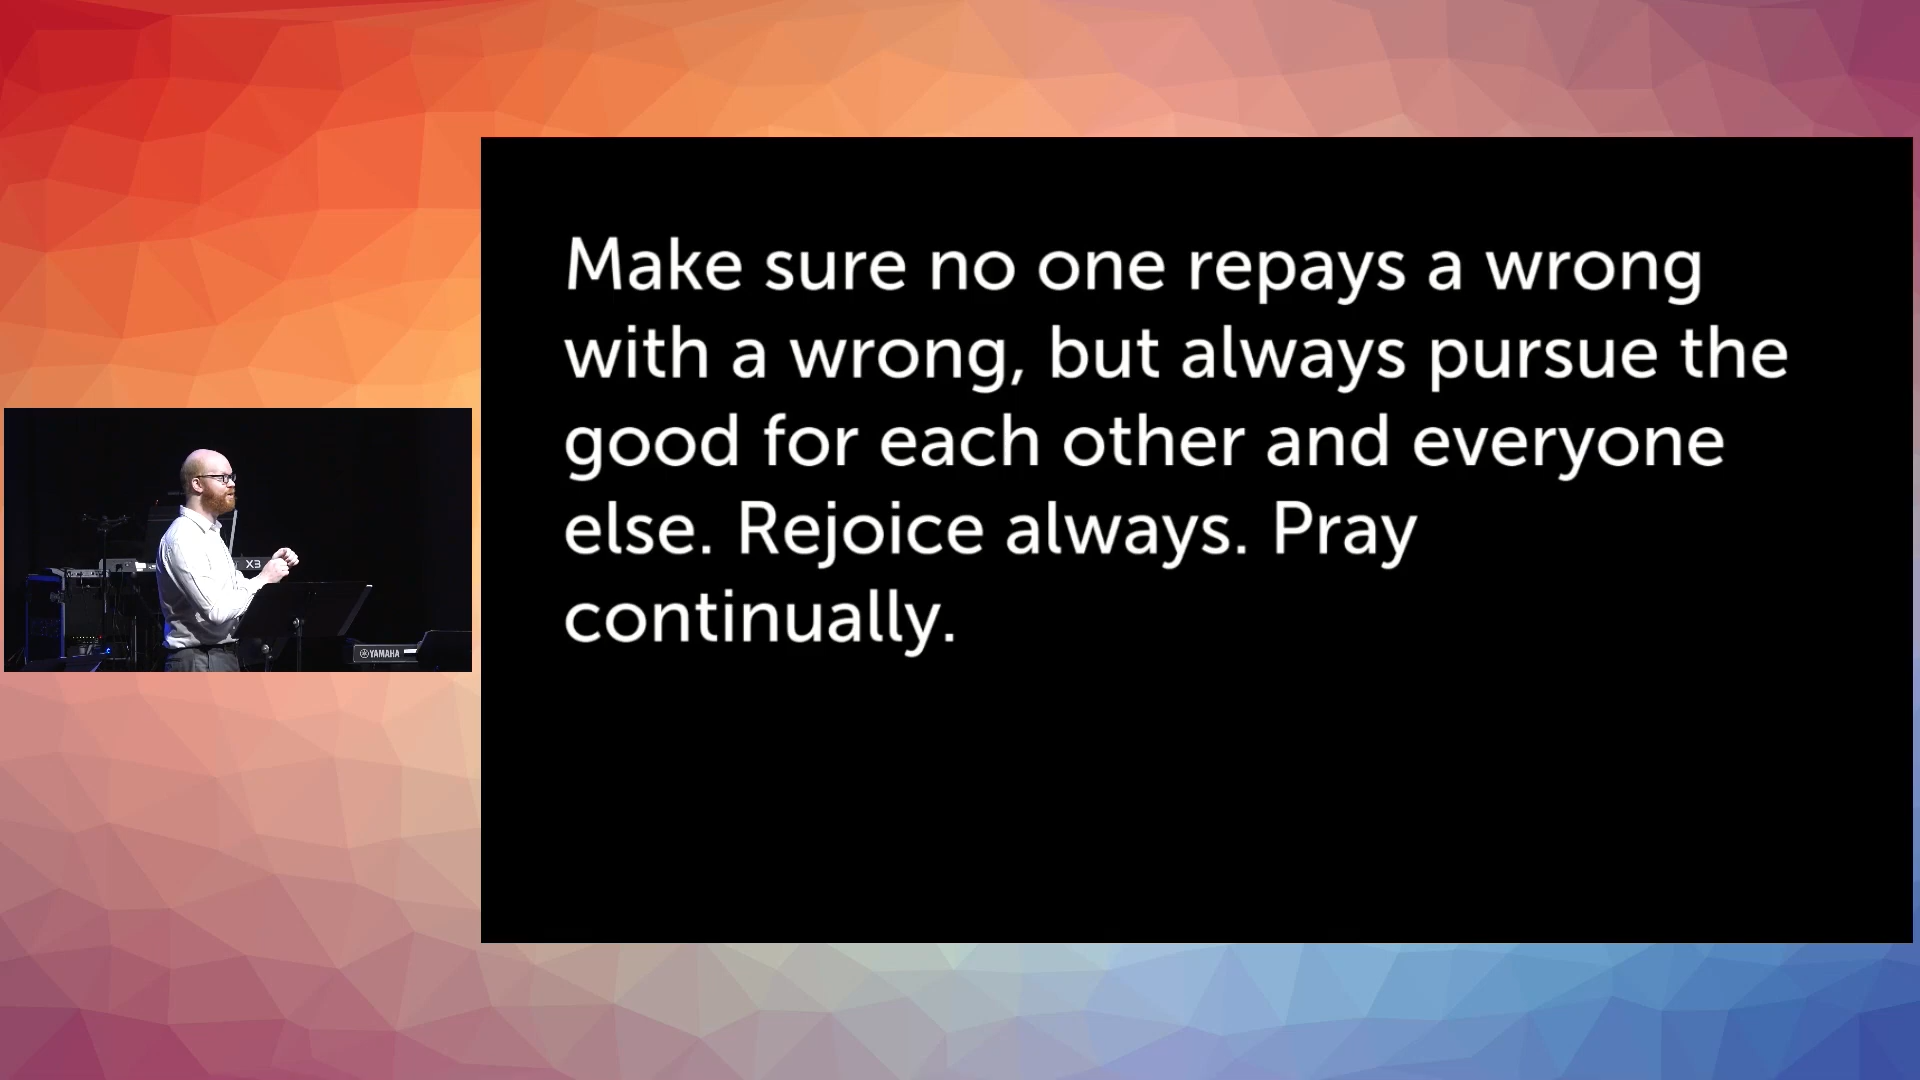 Make sure no one repays a wrong
with a wrong, but always pursue the
good for each other and everyone
else. Rejoice always. Pray
continually.
X3
YAMAHA